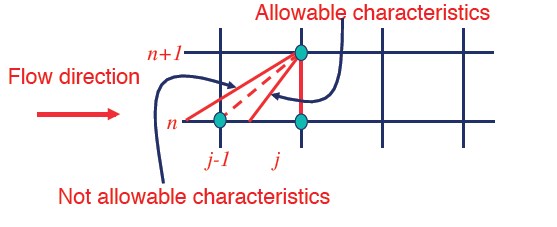 Allowable characteristics
n+1
Flow direction
n
j-1
j
Not allowable characteristics